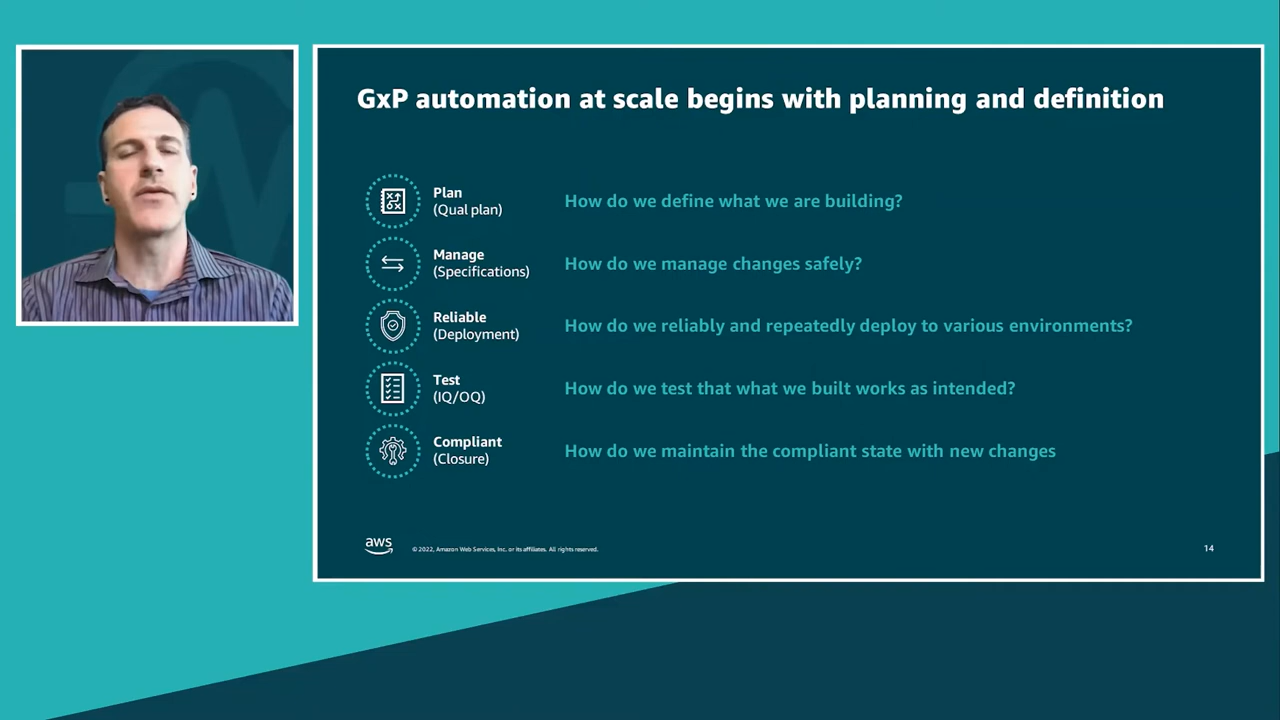 GxP automation at scale begins with planning and definition
Plan
(Qual plan)
How do we define what we are building?
Manage
(Specifications)
How do we manage changes safely?
Reliable
(Deployment)
How do we reliably and repeatedly deploy to various environments?
Test
(IQ/OQ)
How do we test that what we built works as intended?
Compliant
(Closure)
How do we maintain the compliant state with new changes
aws
© 2022, Amazon Web Services, Inc. or its affiliates. All rights reserved.
14